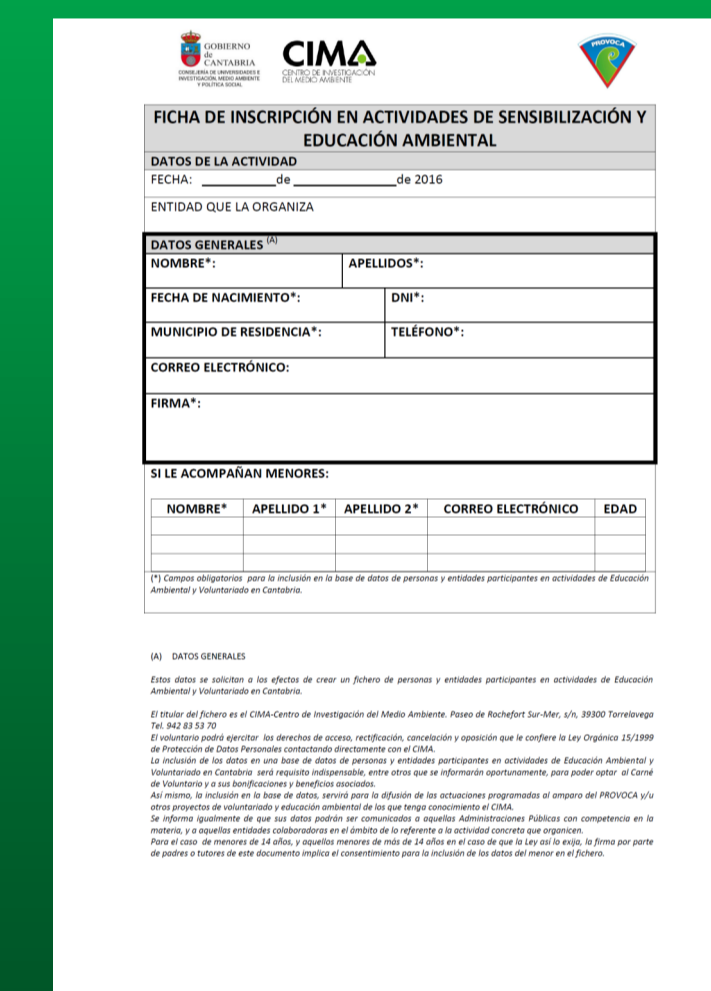 GOBIERNO
de
CANTABRIA
CONSEJERÍA DE UNIVERSIDADES E
INVESTIGACIÓN, MEDIO AMBIENTE
Y POLÍTICA SOCIAL
CIMA
CENTRO DE INVESTIGACIÓN
DEL MEDIO AMBIENTE
PROVOCA
FICHA DE INSCRIPCIÓN EN ACTIVIDADES DE SENSIBILIZACIÓN Y
EDUCACIÓN AMBIENTAL
DATOS DE LA ACTIVIDAD
FECHA: ___________de _______________de 2016
ENTIDAD QUE LA ORGANIZA
DATOS GENERALES (A)
NOMBRE*: APELLIDOS*:
FECHA DE NACIMIENTO*: DNI*:
MUNICIPIO DE RESIDENCIA*: TELÉFONO*:
CORREO ELECTRÓNICO:
FIRMA*:
SI LE ACOMPAÑAN MENORES:
NOMBRE* APELLIDO 1* APELLIDO 2* CORREO ELECTRÓNICO EDAD
(*) Campos obligatorios para la inclusión en la base de datos de personas y entidades participantes en actividades de Educación
Ambiental y Voluntariado en Cantabria.
(A) DATOS GENERALES
Estos datos se solicitan a los efectos de crear un fichero de personas y entidades participantes en actividades de Educación
Ambiental y Voluntariado en Cantabria.
El titular del fichero es el CIMA-Centro de Investigación del Medio Ambiente. Paseo de Rochefort Sur-Mer, s/n, 39300 Torrelavega
Tel. 942 83 53 70
El voluntario podrá ejercitar los derechos de acceso, rectificación, cancelación y oposición que le confiere la Ley Orgánica 15/1999
de Protección de Datos Personales contactando directamente con el CIMA.
La inclusión de los datos en una base de datos de personas y entidades participantes en actividades de Educación Ambiental y
Voluntariado en Cantabria será requisito indispensable, entre otros que se informarán oportunamente, para poder optar al Carné
de Voluntario y a sus bonificaciones y beneficios asociados.
Así mismo, la inclusión en la base de datos, servirá para la difusión de las actuaciones programadas al amparo del PROVOCA y/u
otros proyectos de voluntariado y educación ambiental de los que tenga conocimiento el CIMA.
Se informa igualmente de que sus datos podrán ser comunicados a aquellas Administraciones Públicas con competencia en la
materia, y a aquellas entidades colaboradoras en el ámbito de lo referente a la actividad concreta que organicen.
Para el caso de menores de 14 años, y aquellos menores de más de 14 años en el caso de que la Ley así lo exija, la firma por parte
de padres o tutores de este documento implica el consentimiento para la inclusión de los datos del menor en el fichero.